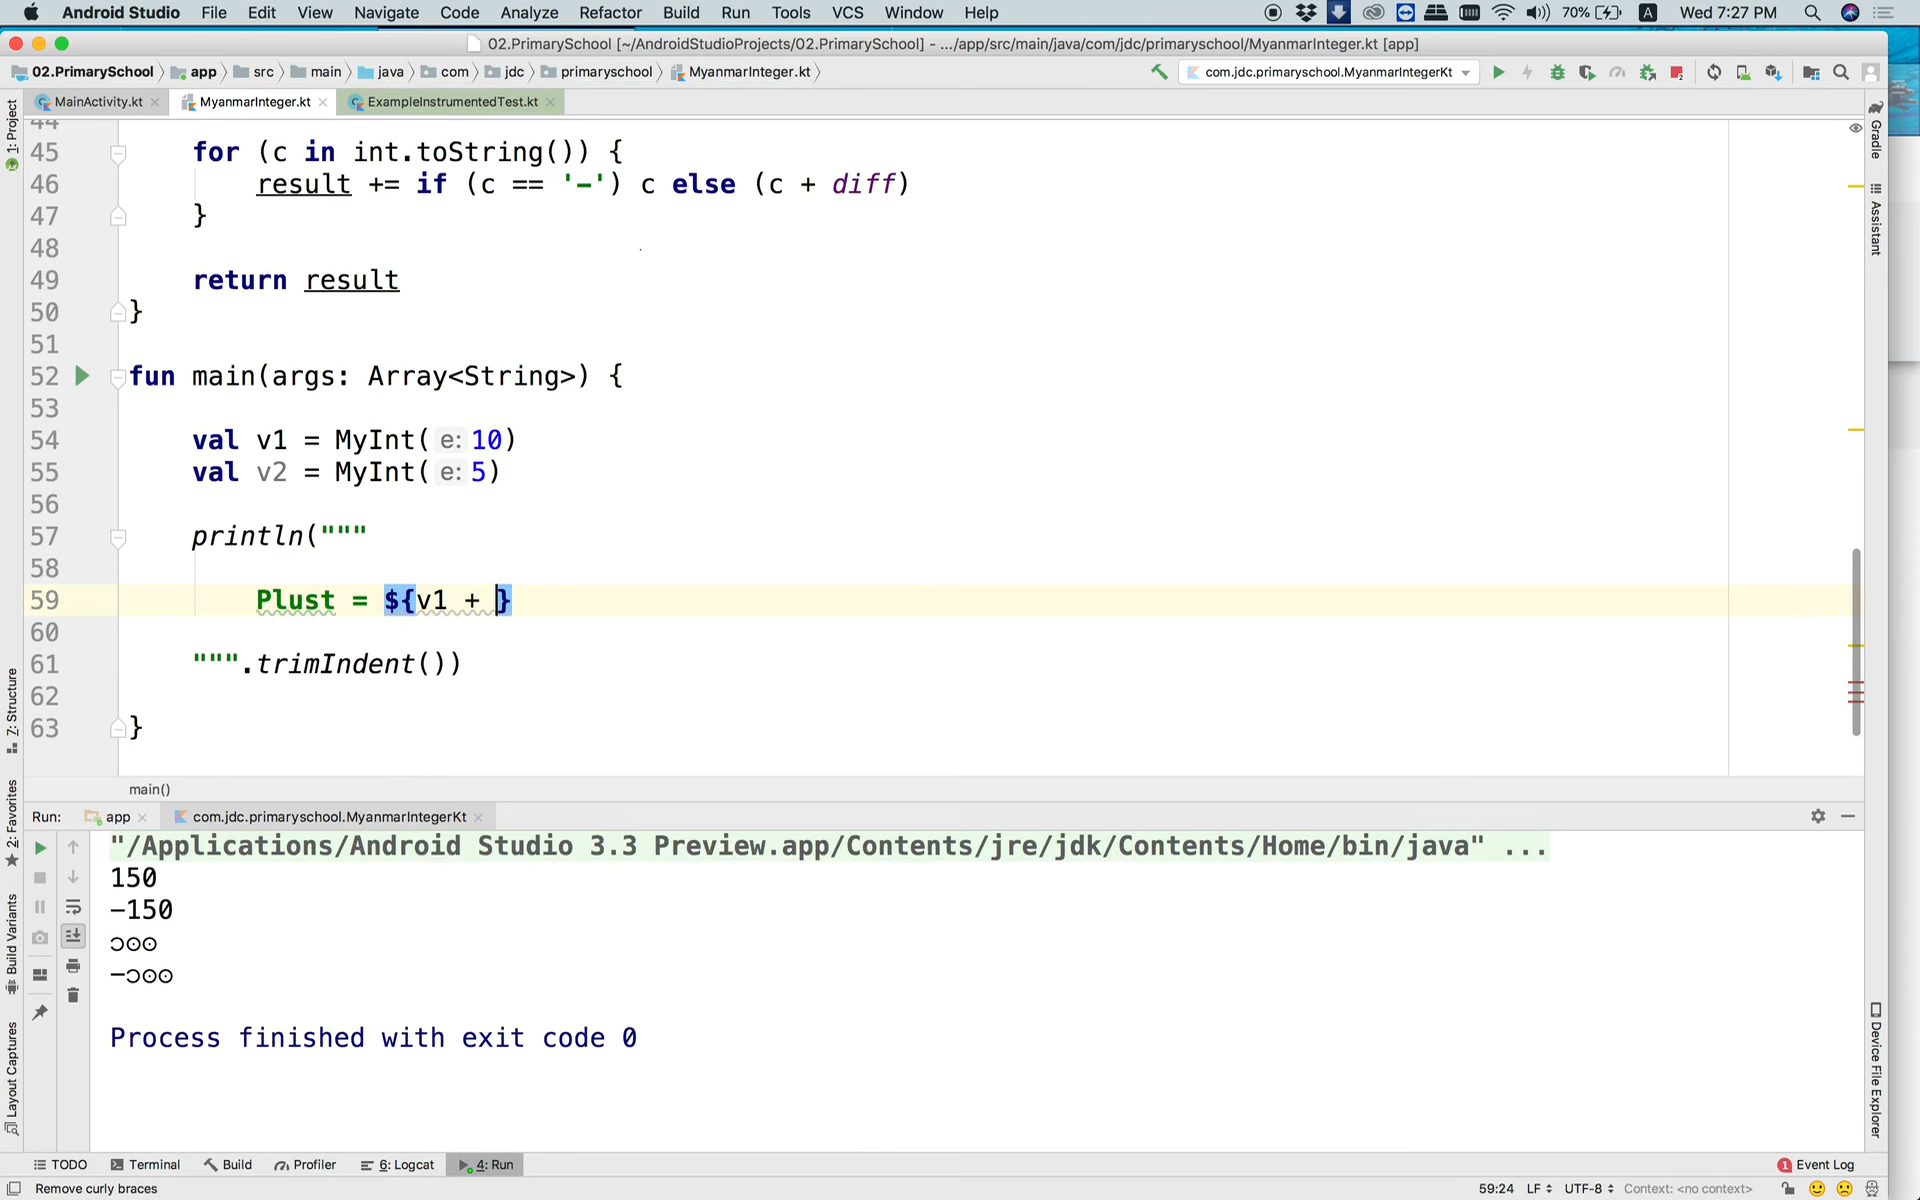 Android Studio File Edit View Navigate Code Analyze Refactor Build Run Tools VCS Window Help 70% A Wed 7:27 PM
02.PrimarySchool [~/AndroidStudioProjects/02.PrimarySchool] - .../app/src/main/java/com/jdc/primaryschool/MyanmarInteger.kt [app]
02.PrimarySchool app src main java com jdc primaryschool MyanmarInteger.kt com.jdc.primaryschool.MyanmarIntegerKt
MainActivity.kt MyanmarInteger.kt ExampleInstrumentedTest.kt
1: Project
Z: Structure
2: Favorites
Build Variants
Layout Captures
Gradle
Assistant
Device File Explorer
44
45 for (c in int.toString()) {
46 result += if (c == '-') c else (c + diff)
47 }
48
49 return result
50 }
51
52 fun main(args: Array<String>) {
53
54 val v1 = MyInt( e: 10)
55 val v2 = MyInt( e: 5)
56
57 println("""
58
59 Plust = ${v1 + }
60
61 """.trimIndent())
62
63 }
main()
Run: app com.jdc.primaryschool.MyanmarIntegerKt
"/Applications/Android Studio 3.3 Preview.app/Contents/jre/jdk/Contents/Home/bin/java" ...
150
-150
၁၀၀
-၁၀၀
Process finished with exit code 0
TODO Terminal Build Profiler 6: Logcat 4: Run 1 Event Log
Remove curly braces 59:24 LF UTF-8 Context: <no context>